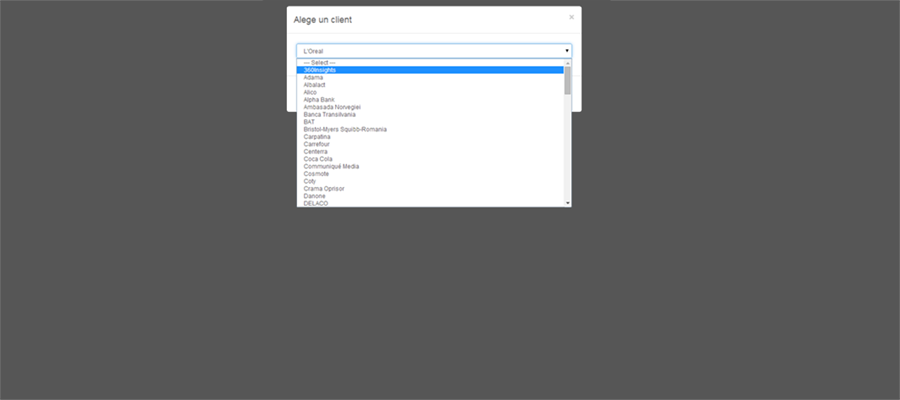 Alege un client
×
L'Oreal
--- Select ---
360Insights
Adama
Albalact
Alico
Alpha Bank
Ambasada Norvegiei
Banca Transilvania
BAT
Bristol-Myers Squibb-Romania
Carpatina
Carrefour
Centerra
Coca Cola
Communiqué Media
Cosmote
Coty
Crama Oprisor
Danone
DELACO